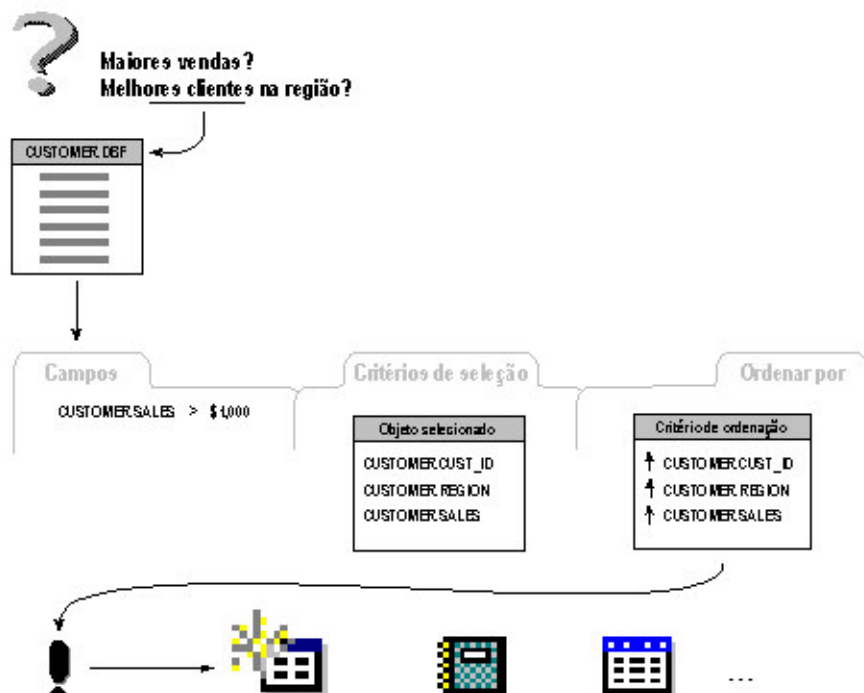 Maiores vendas?
Melhores clientes na região?
CUSTOMER.DBF
Campos
Critérios de seleção
Ordenar por
CUSTOMER.SALES > $1,000
Objeto selecionado
CUSTOMER.CUST_ID
CUSTOMER.REGION
CUSTOMER.SALES
Critério de ordenação
CUSTOMER.CUST_ID
CUSTOMER.REGION
CUSTOMER.SALES
...